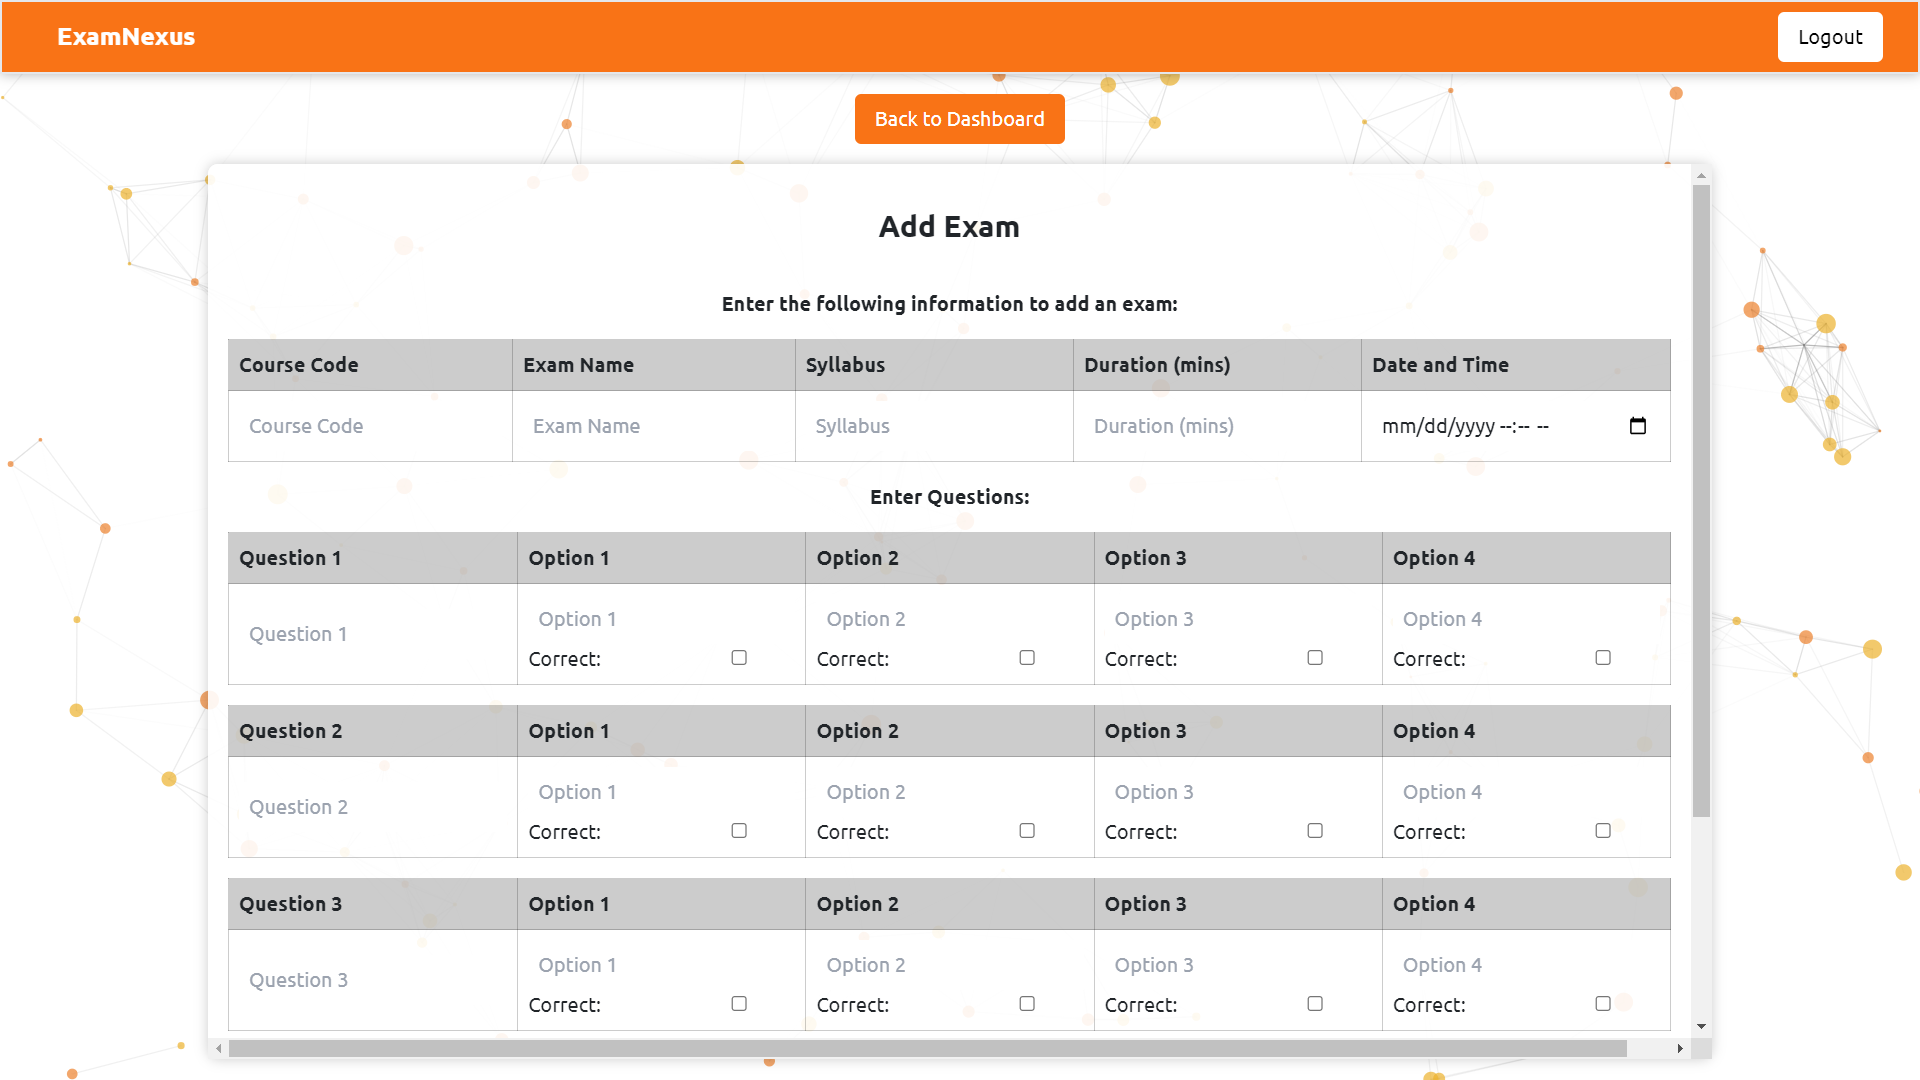 ExamNexus
Logout
Back to Dashboard
Add Exam
Enter the following information to add an exam:
Course Code Exam Name Syllabus Duration (mins) Date and Time
Course Code Exam Name Syllabus Duration (mins) mm/dd/yyyy --:-- --
Enter Questions:
Question 1 Option 1 Option 2 Option 3 Option 4
Question 1 Option 1 Option 2 Option 3 Option 4
Correct: Correct: Correct: Correct:
Question 2 Option 1 Option 2 Option 3 Option 4
Question 2 Option 1 Option 2 Option 3 Option 4
Correct: Correct: Correct: Correct:
Question 3 Option 1 Option 2 Option 3 Option 4
Question 3 Option 1 Option 2 Option 3 Option 4
Correct: Correct: Correct: Correct: